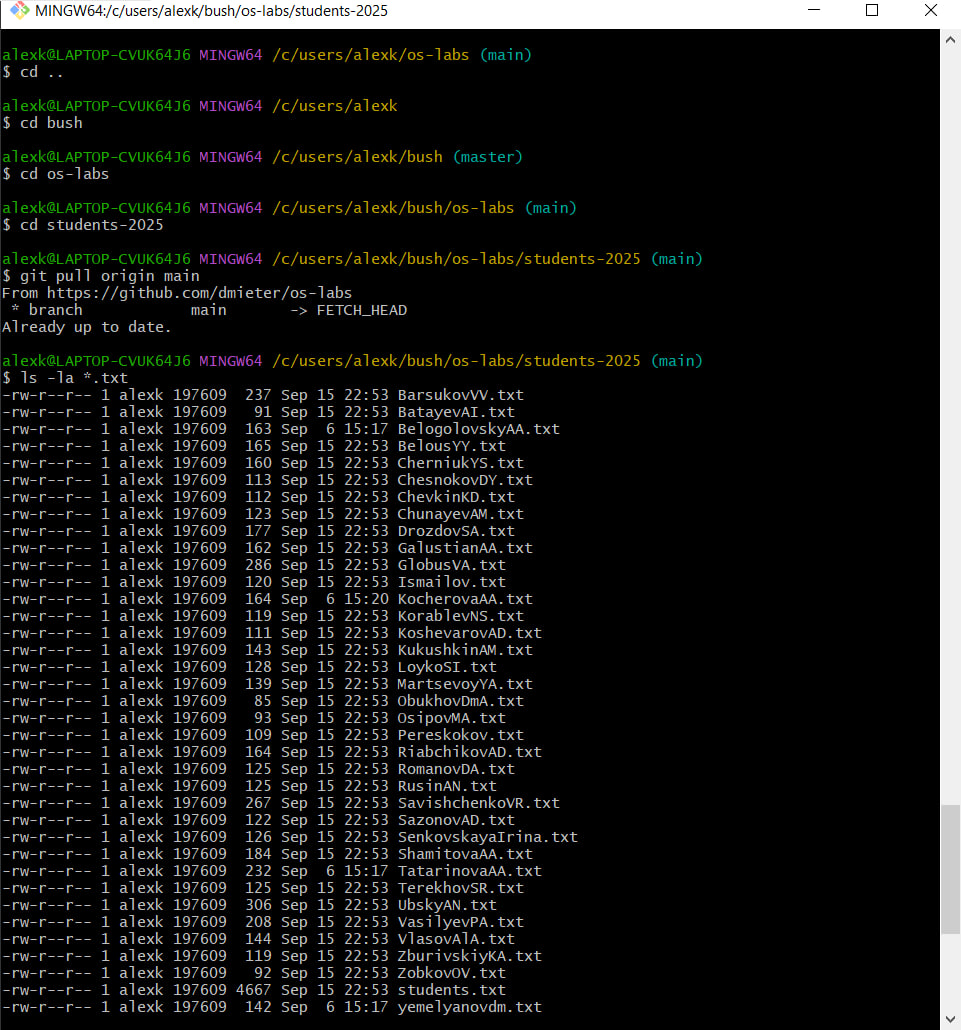 MINGW64:/c/users/alexk/bush/os-labs/students-2025
alexk@LAPTOP-CVUK64J6 MINGW64 /c/users/alexk/os-labs (main)
$ cd ..
alexk@LAPTOP-CVUK64J6 MINGW64 /c/users/alexk
$ cd bush
alexk@LAPTOP-CVUK64J6 MINGW64 /c/users/alexk/bush (master)
$ cd os-labs
alexk@LAPTOP-CVUK64J6 MINGW64 /c/users/alexk/bush/os-labs (main)
$ cd students-2025
alexk@LAPTOP-CVUK64J6 MINGW64 /c/users/alexk/bush/os-labs/students-2025 (main)
$ git pull origin main
From https://github.com/dmieter/os-labs
 * branch            main       -> FETCH_HEAD
Already up to date.
alexk@LAPTOP-CVUK64J6 MINGW64 /c/users/alexk/bush/os-labs/students-2025 (main)
$ ls -la *.txt
-rw-r--r-- 1 alexk 197609  237 Sep 15 22:53 BarsukovVV.txt
-rw-r--r-- 1 alexk 197609   91 Sep 15 22:53 BatayevAI.txt
-rw-r--r-- 1 alexk 197609  163 Sep  6 15:17 BelogolovskyAA.txt
-rw-r--r-- 1 alexk 197609  165 Sep 15 22:53 BelousYY.txt
-rw-r--r-- 1 alexk 197609  160 Sep 15 22:53 CherniukYS.txt
-rw-r--r-- 1 alexk 197609  113 Sep 15 22:53 ChesnokovDY.txt
-rw-r--r-- 1 alexk 197609  112 Sep 15 22:53 ChevkinKD.txt
-rw-r--r-- 1 alexk 197609  123 Sep 15 22:53 ChunayevAM.txt
-rw-r--r-- 1 alexk 197609  177 Sep 15 22:53 DrozdovSA.txt
-rw-r--r-- 1 alexk 197609  162 Sep 15 22:53 GalustianAA.txt
-rw-r--r-- 1 alexk 197609  286 Sep 15 22:53 GlobusVA.txt
-rw-r--r-- 1 alexk 197609  120 Sep 15 22:53 Ismailov.txt
-rw-r--r-- 1 alexk 197609  164 Sep  6 15:20 KocherovaAA.txt
-rw-r--r-- 1 alexk 197609  119 Sep 15 22:53 KorablevNS.txt
-rw-r--r-- 1 alexk 197609  111 Sep 15 22:53 KoshevarovAD.txt
-rw-r--r-- 1 alexk 197609  143 Sep 15 22:53 KukushkinAM.txt
-rw-r--r-- 1 alexk 197609  128 Sep 15 22:53 LoykoSI.txt
-rw-r--r-- 1 alexk 197609  139 Sep 15 22:53 MartsevoyYA.txt
-rw-r--r-- 1 alexk 197609   85 Sep 15 22:53 ObukhovDmA.txt
-rw-r--r-- 1 alexk 197609   93 Sep 15 22:53 OsipovMA.txt
-rw-r--r-- 1 alexk 197609  109 Sep 15 22:53 Pereskokov.txt
-rw-r--r-- 1 alexk 197609  164 Sep 15 22:53 RiabchikovAD.txt
-rw-r--r-- 1 alexk 197609  125 Sep 15 22:53 RomanovDA.txt
-rw-r--r-- 1 alexk 197609  125 Sep 15 22:53 RusinAN.txt
-rw-r--r-- 1 alexk 197609  267 Sep 15 22:53 SavishchenkoVR.txt
-rw-r--r-- 1 alexk 197609  122 Sep 15 22:53 SazonovAD.txt
-rw-r--r-- 1 alexk 197609  126 Sep 15 22:53 SenkovskayaIrina.txt
-rw-r--r-- 1 alexk 197609  184 Sep 15 22:53 ShamitovaAA.txt
-rw-r--r-- 1 alexk 197609  232 Sep  6 15:17 TatarinovaAA.txt
-rw-r--r-- 1 alexk 197609  125 Sep 15 22:53 TerekhovSR.txt
-rw-r--r-- 1 alexk 197609  306 Sep 15 22:53 UbskyAN.txt
-rw-r--r-- 1 alexk 197609  208 Sep 15 22:53 VasilyevPA.txt
-rw-r--r-- 1 alexk 197609  144 Sep 15 22:53 VlasovAlA.txt
-rw-r--r-- 1 alexk 197609  119 Sep 15 22:53 ZburivskiyKA.txt
-rw-r--r-- 1 alexk 197609   92 Sep 15 22:53 ZobkovOV.txt
-rw-r--r-- 1 alexk 197609 4667 Sep 15 22:53 students.txt
-rw-r--r-- 1 alexk 197609  142 Sep  6 15:17 yemelyanovdm.txt